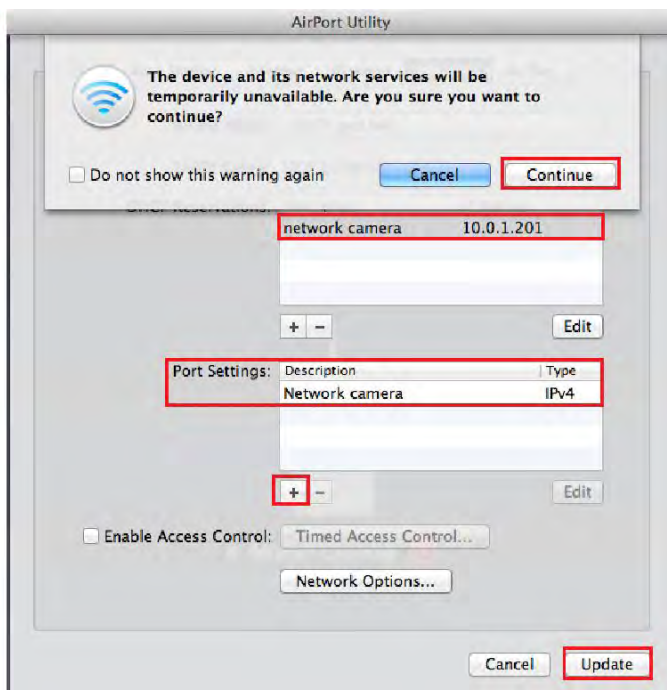 AirPort Utility
The device and its network services will be
temporarily unavailable. Are you sure you want to
continue?
Do not show this warning again
Cancel
Continue
network camera 10.0.1.201
+ −
Edit
Port Settings:
Description Type
Network camera IPv4
+ −
Edit
Enable Access Control:
Timed Access Control...
Network Options...
Cancel
Update